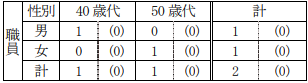 職員 性別 40歳代 50歳代 計
男 1 (0) 0 (0) 1 (0)
女 0 (0) 1 (0) 1 (0)
計 1 (0) 1 (0) 2 (0)